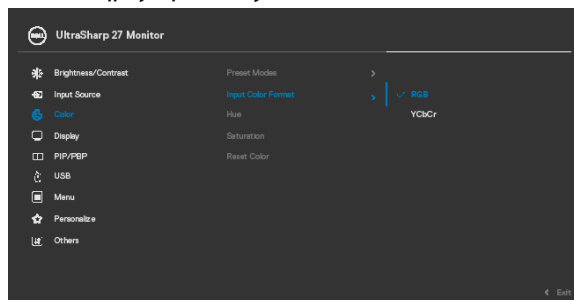 DELL UltraSharp 27 Monitor
Brightness/Contrast Preset Modes
Input Source Input Color Format RGB
Color Hue YCbCr
Display Saturation
PIP/PBP Reset Color
USB
Menu
Personalize
Others
Exit